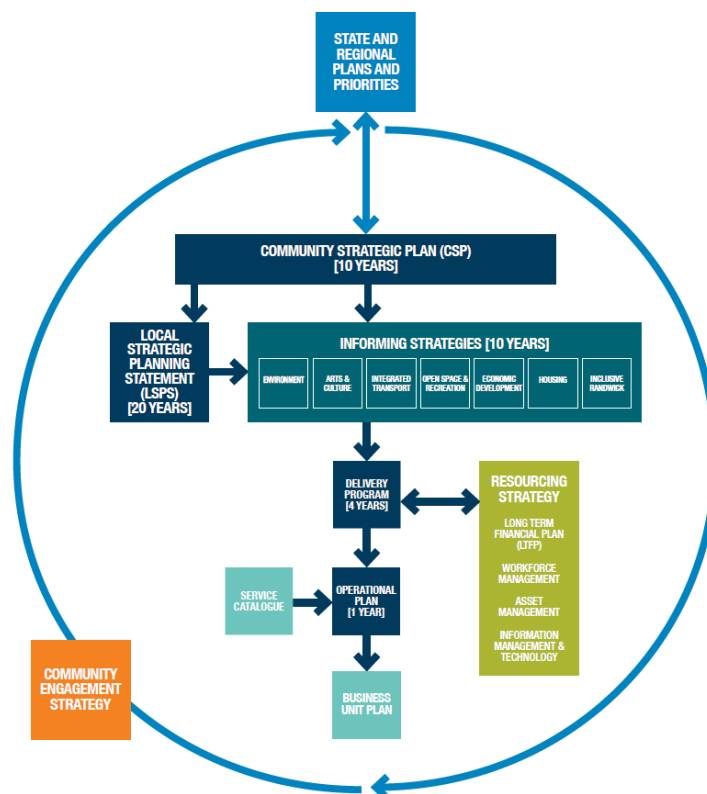 STATE AND
REGIONAL
PLANS AND
PRIORITIES
COMMUNITY STRATEGIC PLAN (CSP)
[10 YEARS]
LOCAL
STRATEGIC
PLANNING
STATEMENT
(LSPS)
[20 YEARS]
INFORMING STRATEGIES [10 YEARS]
ENVIRONMENT
ARTS &
CULTURE
INTEGRATED
TRANSPORT
OPEN SPACE &
RECREATION
ECONOMIC
DEVELOPMENT
HOUSING
INCLUSIVE
RANDWICK
DELIVERY
PROGRAM
[4 YEARS]
RESOURCING
STRATEGY
LONG TERM
FINANCIAL PLAN
(LTFP)
WORKFORCE
MANAGEMENT
ASSET
MANAGEMENT
INFORMATION
MANAGEMENT &
TECHNOLOGY
SERVICE
CATALOGUE
OPERATIONAL
PLAN
[1 YEAR]
COMMUNITY
ENGAGEMENT
STRATEGY
BUSINESS
UNIT PLAN